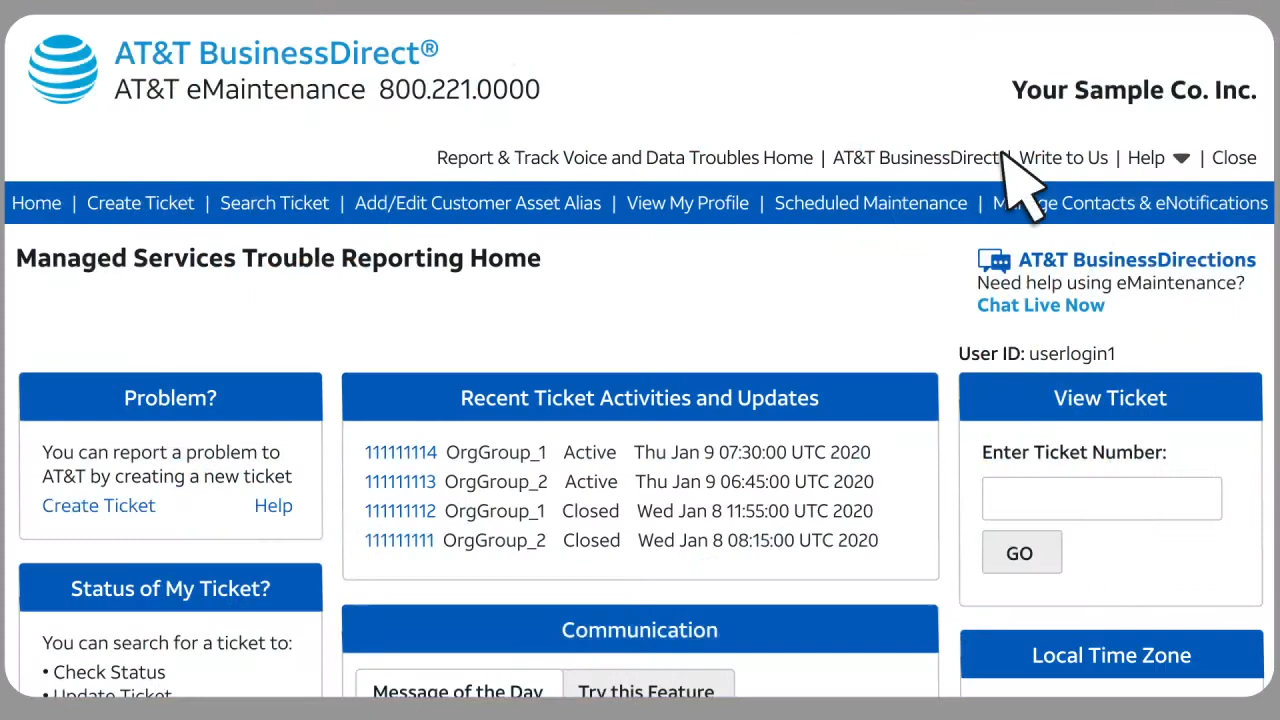 AT&T BusinessDirect®
AT&T eMaintenance 800.221.0000
Your Sample Co. Inc.
Report & Track Voice and Data Troubles Home | AT&T BusinessDirect | Write to Us | Help | Close
Home | Create Ticket | Search Ticket | Add/Edit Customer Asset Alias | View My Profile | Scheduled Maintenance | Manage Contacts & eNotifications
Managed Services Trouble Reporting Home
AT&T BusinessDirections
Need help using eMaintenance?
Chat Live Now
User ID: userlogin1
Problem?
You can report a problem to
AT&T by creating a new ticket
Create Ticket Help
Status of My Ticket?
You can search for a ticket to:
• Check Status
• Update Ticket
Recent Ticket Activities and Updates
111111114 OrgGroup_1 Active Thu Jan 9 07:30:00 UTC 2020
111111113 OrgGroup_2 Active Thu Jan 9 06:45:00 UTC 2020
111111112 OrgGroup_1 Closed Wed Jan 8 11:55:00 UTC 2020
111111111 OrgGroup_2 Closed Wed Jan 8 08:15:00 UTC 2020
Communication
Message of the Day Try this Feature
View Ticket
Enter Ticket Number:
GO
Local Time Zone